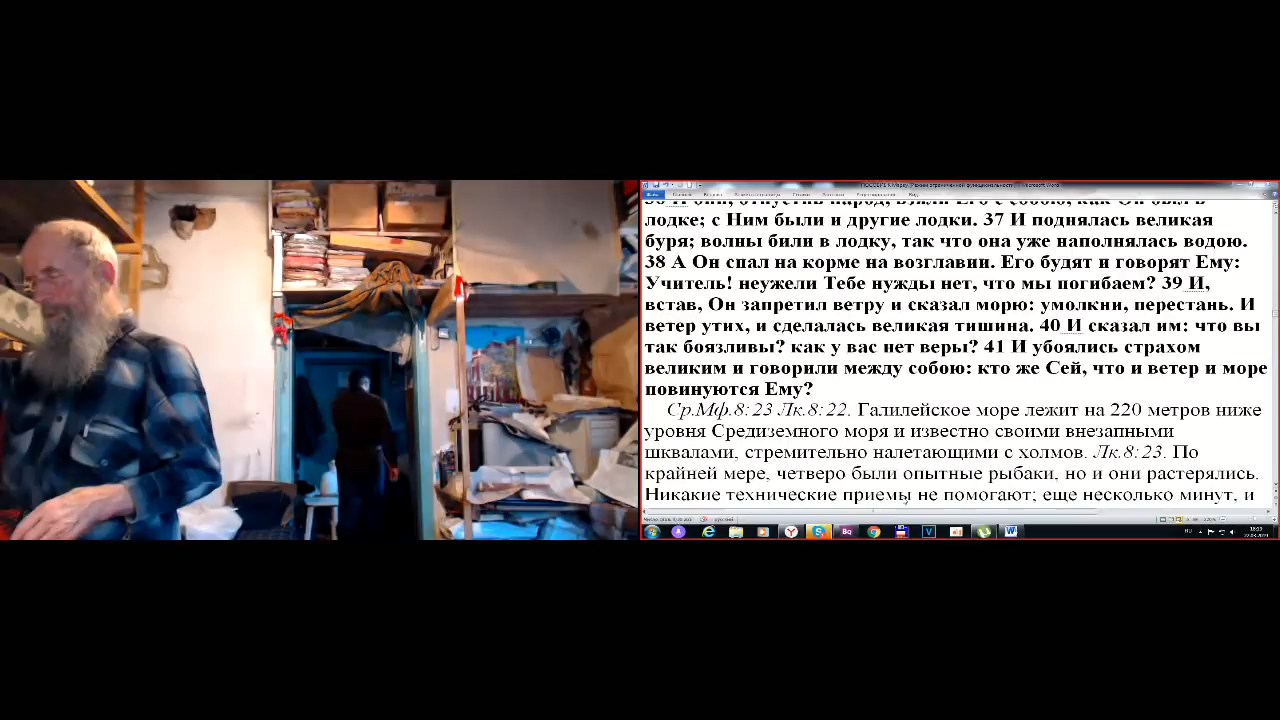 лодке; с Ним были и другие лодки. 37 И поднялась великая
буря; волны били в лодку, так что она уже наполнялась водою.
38 А Он спал на корме на возглавии. Его будят и говорят Ему:
Учитель! неужели Тебе нужды нет, что мы погибаем? 39 И,
встав, Он запретил ветру и сказал морю: умолкни, перестань. И
ветер утих, и сделалась великая тишина. 40 И сказал им: что вы
так боязливы? как у вас нет веры? 41 И убоялись страхом
великим и говорили между собою: кто же Сей, что и ветер и море
повинуются Ему?
Ср.Мф.8:23 Лк.8:22. Галилейское море лежит на 220 метров ниже
уровня Средиземного моря и известно своими внезапными
шквалами, стремительно налетающими с холмов. Лк.8:23. По
крайней мере, четверо были опытные рыбаки, но и они растерялись.
Никакие технические приемы не помогают; еще несколько минут, и